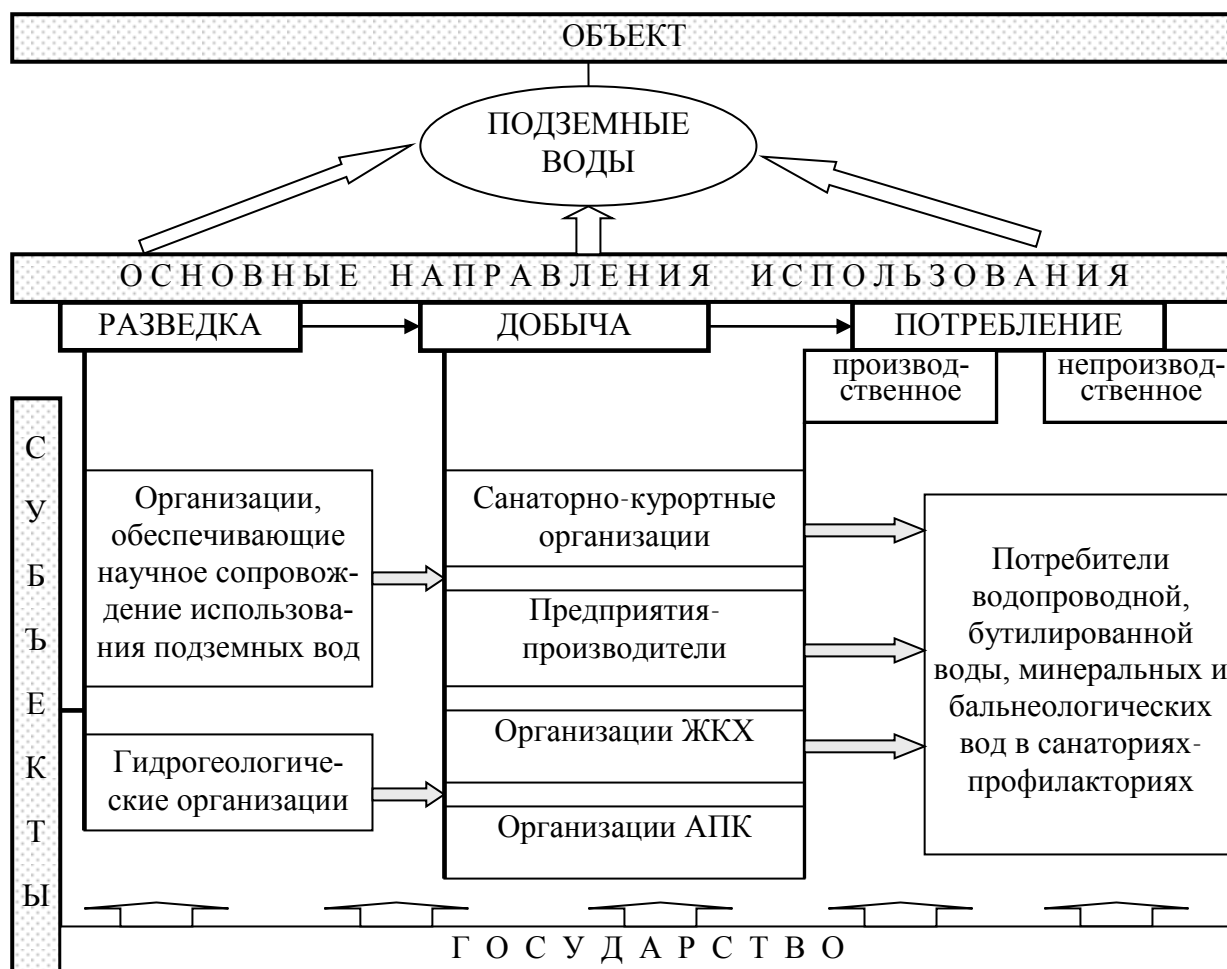 ОБЪЕКТ
ПОДЗЕМНЫЕ
ВОДЫ
ОСНОВНЫЕ НАПРАВЛЕНИЯ ИСПОЛЬЗОВАНИЯ
РАЗВЕДКА
ДОБЫЧА
ПОТРЕБЛЕНИЕ
производ-
ственное
непроизвод-
ственное
СУБЪЕКТЫ
Организации,
обеспечивающие
научное сопровож-
дение использова-
ния подземных вод
Гидрогеологиче-
ские организации
Санаторно-курортные
организации
Предприятия-
производители
Организации ЖКХ
Организации АПК
Потребители
водопроводной,
бутилированной
воды, минеральных и
бальнеологических
вод в санаториях-
профилакториях
ГОСУДАРСТВО